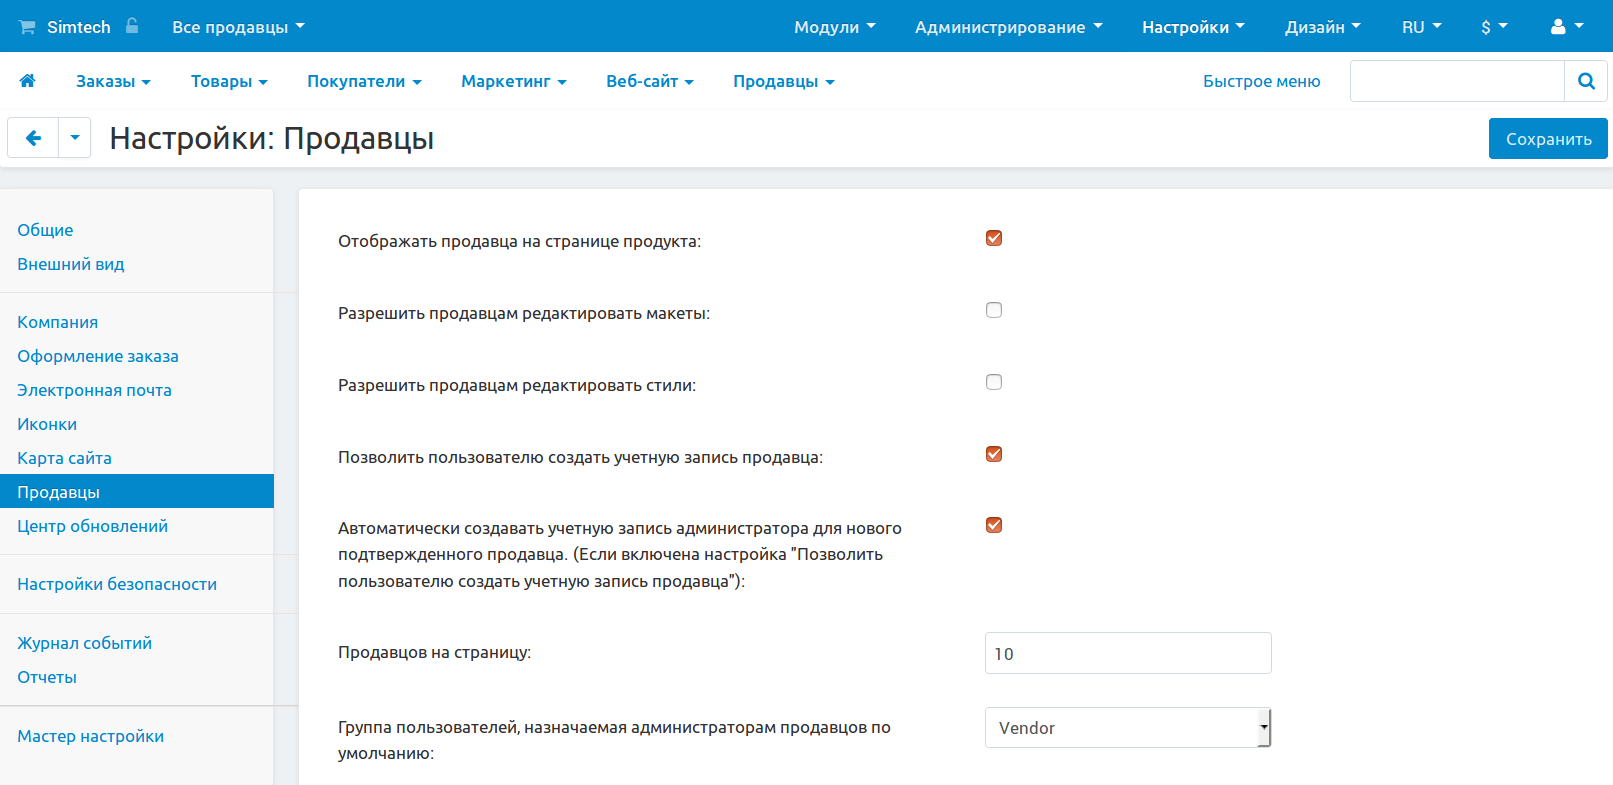 Simtech Все продавцы Модули Администрирование Настройки Дизайн RU $
Заказы Товары Покупатели Маркетинг Веб-сайт Продавцы Быстрое меню
Настройки: Продавцы Сохранить
Общие
Внешний вид
Компания
Оформление заказа
Электронная почта
Иконки
Карта сайта
Продавцы
Центр обновлений
Настройки безопасности
Журнал событий
Отчеты
Мастер настройки
Отображать продавца на странице продукта:
Разрешить продавцам редактировать макеты:
Разрешить продавцам редактировать стили:
Позволить пользователю создать учетную запись продавца:
Автоматически создавать учетную запись администратора для нового
подтвержденного продавца. (Если включена настройка "Позволить
пользователю создать учетную запись продавца"):
Продавцов на страницу: 10
Группа пользователей, назначаемая администраторам продавцов по
умолчанию:
Vendor